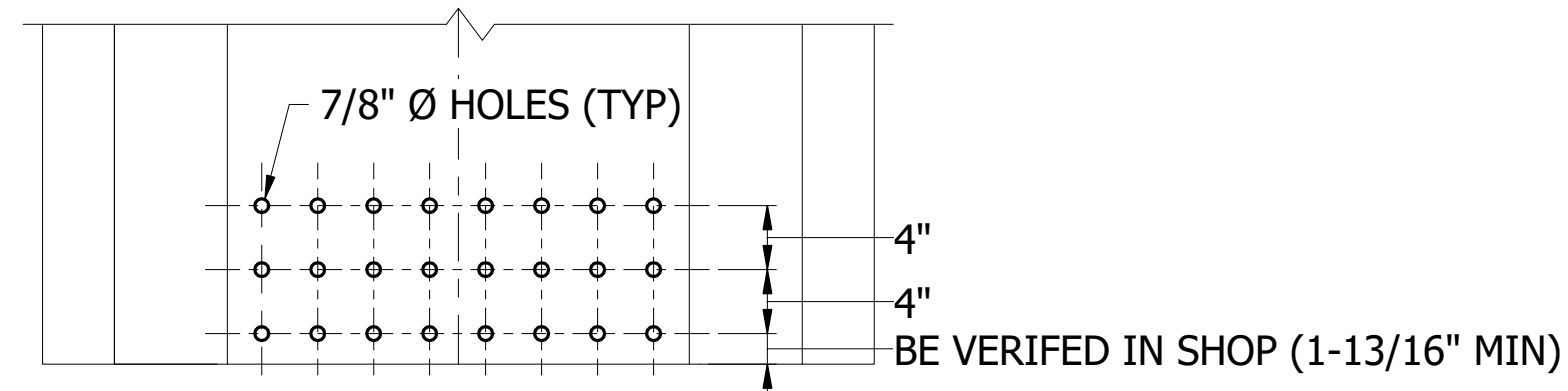 7/8" Ø HOLES (TYP)
4"
4"
BE VERIFED IN SHOP (1-13/16" MIN)